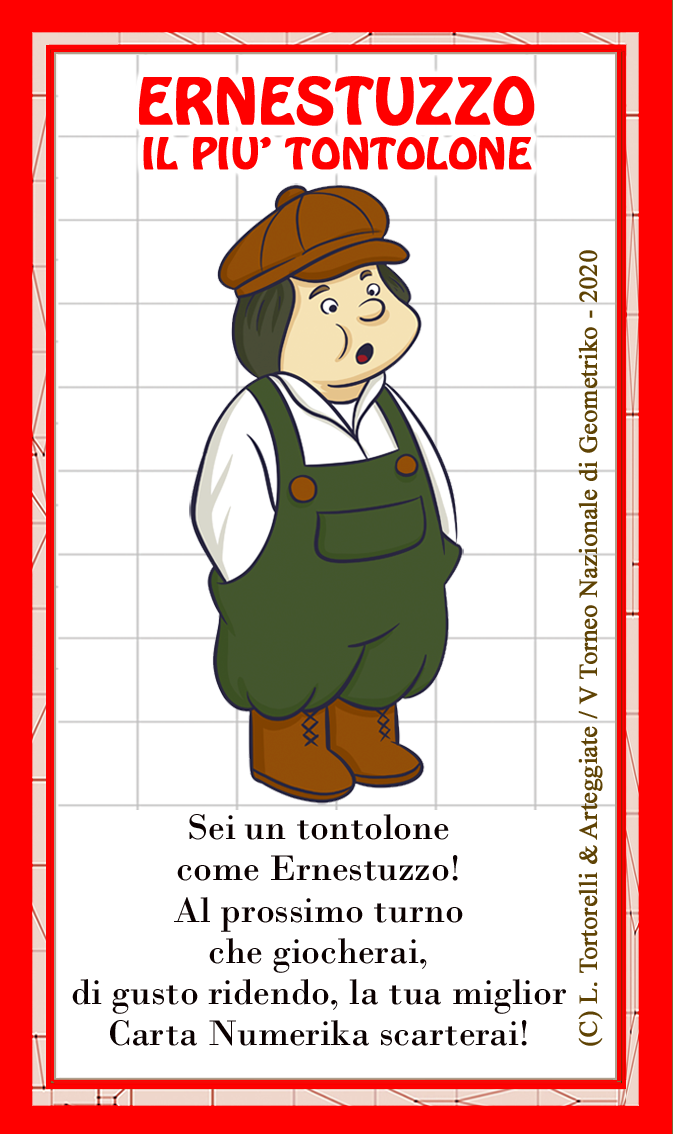 ERNESTUZZO
IL PIU' TONTOLONE
Sei un tontolone
come Ernestuzzo!
Al prossimo turno
che giocherai,
di gusto ridendo, la tua miglior
Carta Numerika scarterai!
(C) L. Tortorelli & Arteggiate / V Torneo Nazionale di Geometriko - 2020